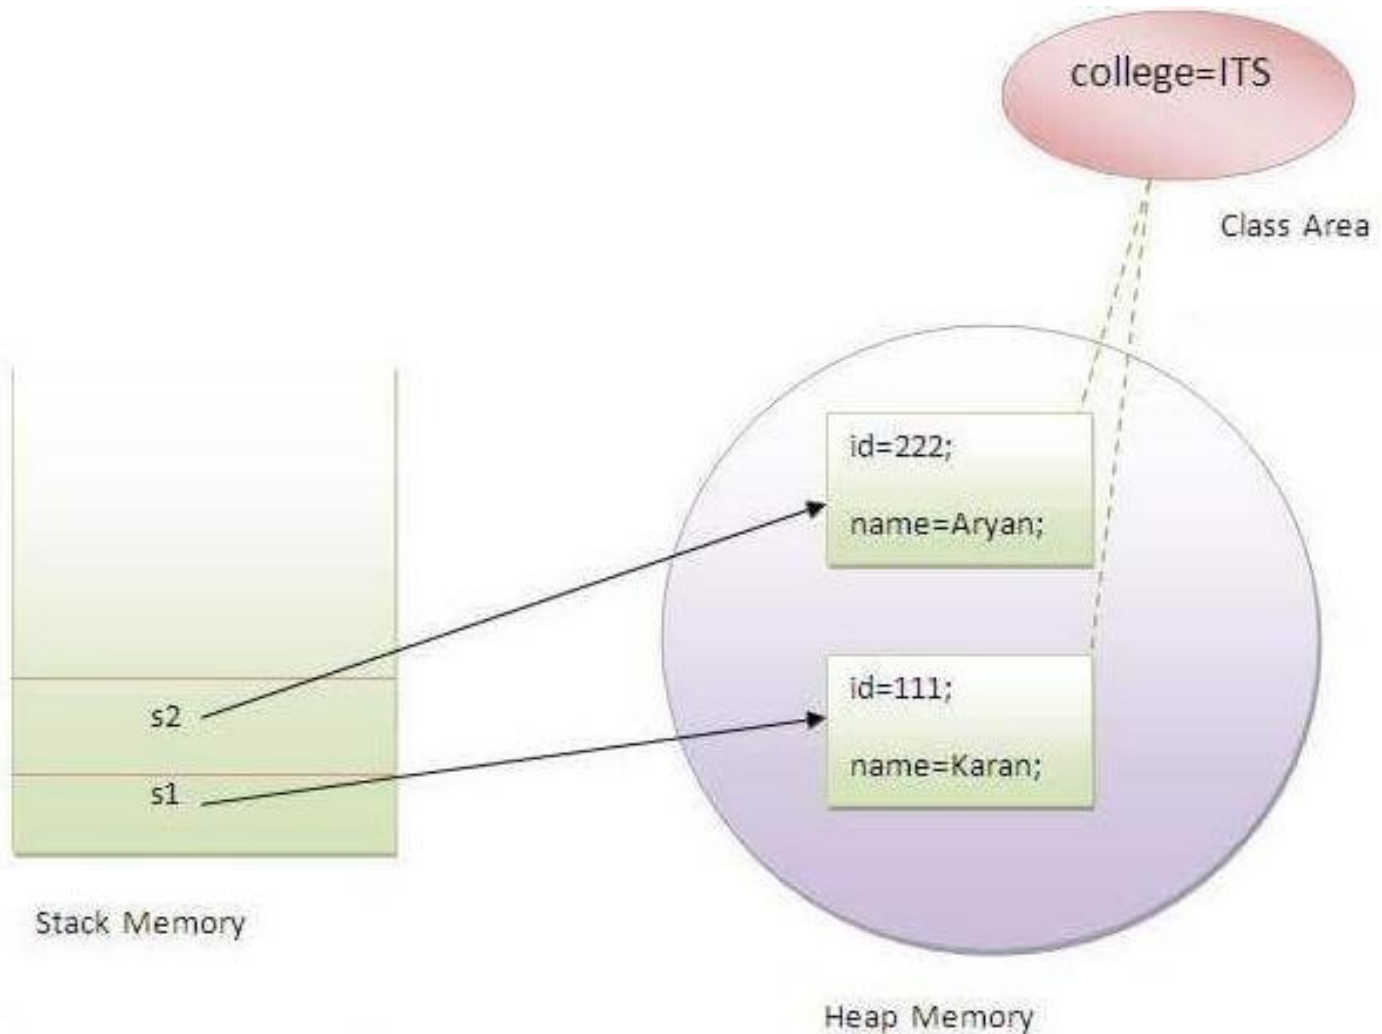 college=ITS
Class Area
id=222;
name=Aryan;
s2
id=111;
name=Karan;
s1
Stack Memory
Heap Memory